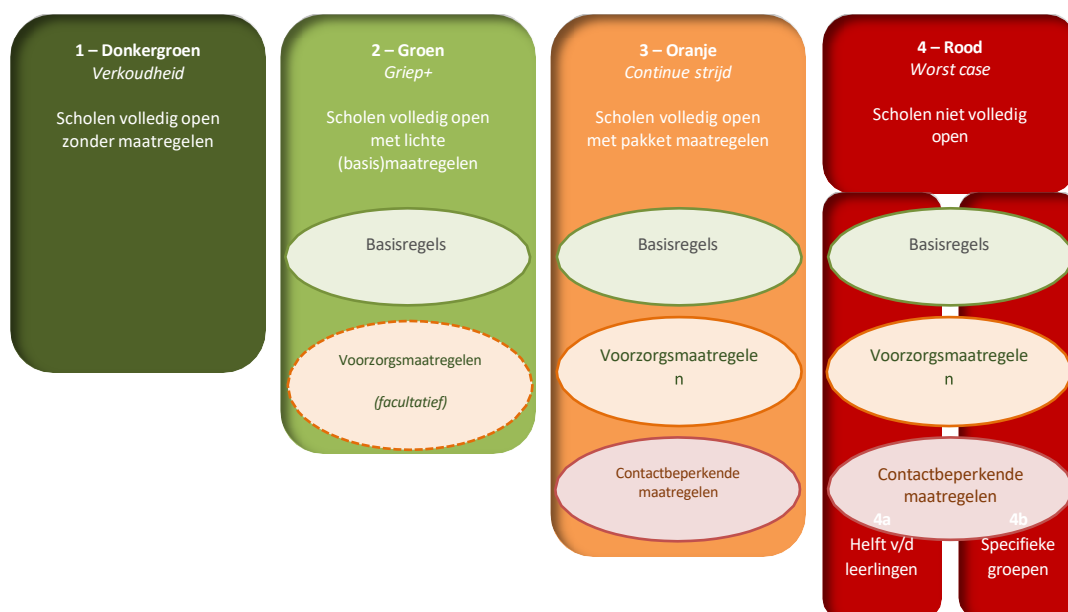 1 – Donkergroen
Verkoudheid
Scholen volledig open
zonder maatregelen
2 – Groen
Griep+
Scholen volledig open
met lichte
(basis)maatregelen
Basisregels
Voorzorgsmaatregelen
(facultatief)
3 – Oranje
Continue strijd
Scholen volledig open
met pakket maatregelen
Basisregels
Voorzorgsmaatregele
n
Contactbeperkende
maatregelen
4 – Rood
Worst case
Scholen niet volledig
open
Basisregels
Voorzorgsmaatregele
n
Contactbeperkende
maatregelen
4a
Helft v/d
leerlingen
4b
Specifieke
groepen